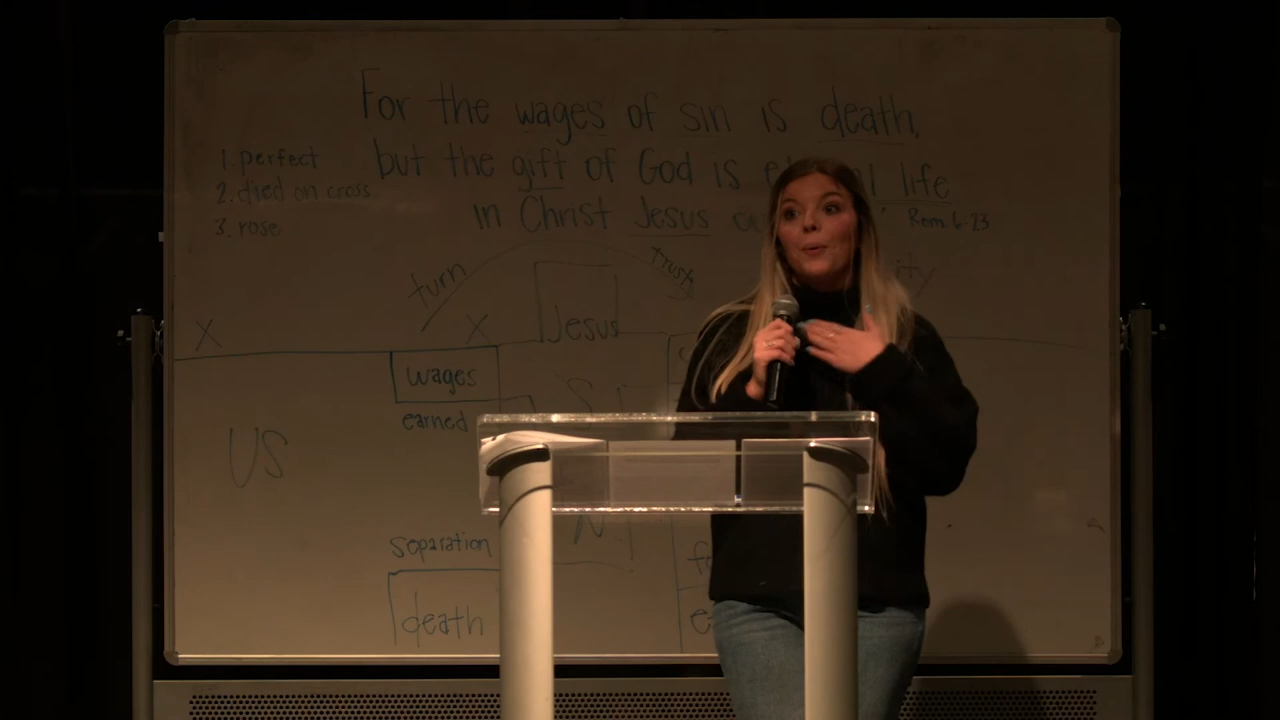 For the wages of sin is death,
but the gift of God is life
in Christ Jesus
Rom. 6:23
1. perfect
2. died on cross
3. rose
turn
trust
X
X
Jesus
wages
earned
US
separation
death